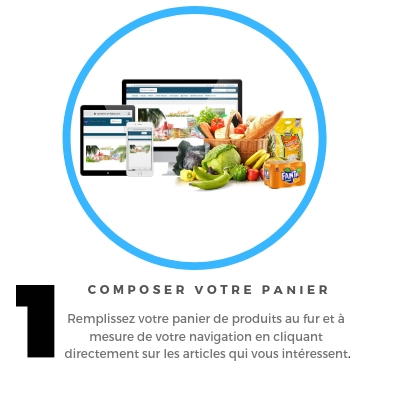 FANTA
1
COMPOSER VOTRE PANIER
Remplissez votre panier de produits au fur et à
mesure de votre navigation en cliquant
directement sur les articles qui vous intéressent.